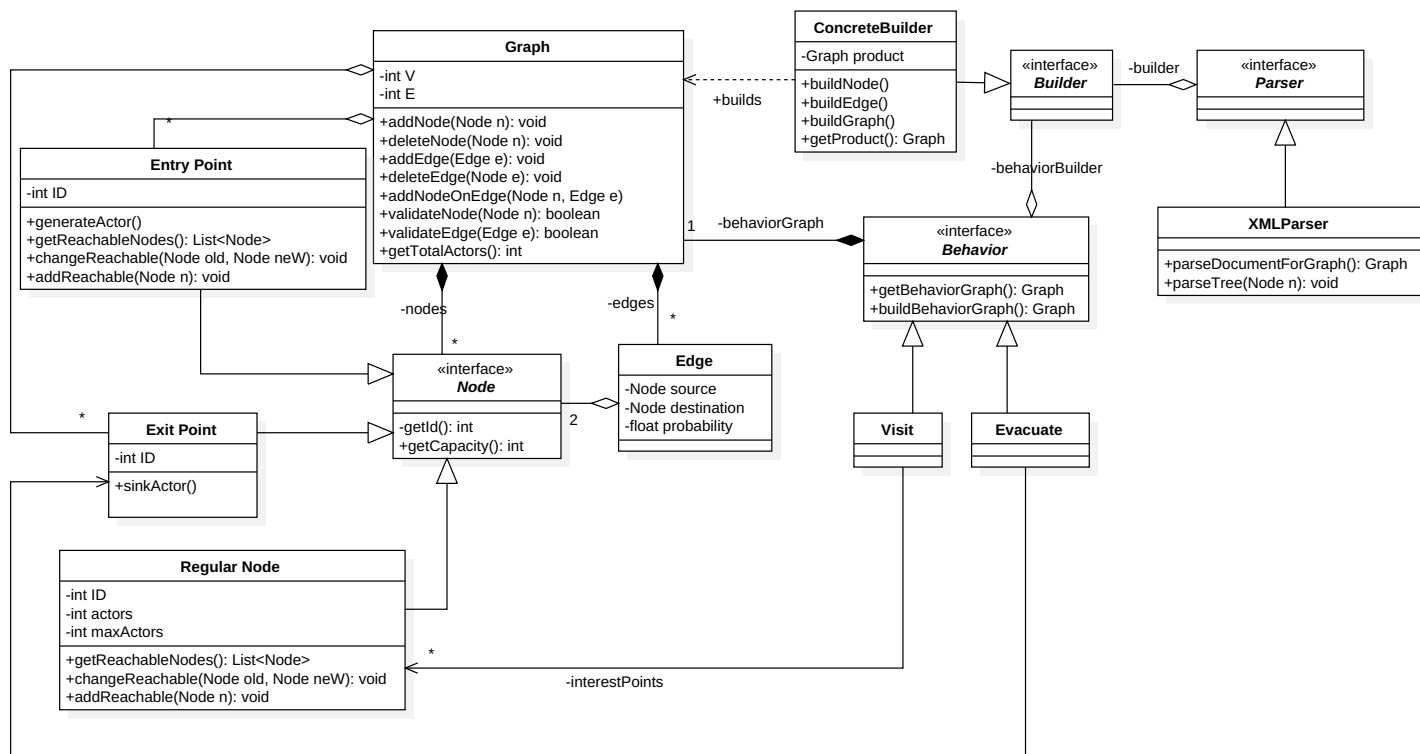 Graph
-int V
-int E
+addNode(Node n): void
+deleteNode(Node n): void
+addEdge(Edge e): void
+deleteEdge(Node e): void
+addNodeOnEdge(Node n, Edge e)
+validateNode(Node n): boolean
+validateEdge(Edge e): boolean
+getTotalActors(): int
ConcreteBuilder
-Graph product
+buildNode()
+buildEdge()
+buildGraph()
+getProduct(): Graph
+builds
«interface»
Builder
-builder
«interface»
Parser
*
Entry Point
-int ID
+generateActor()
+getReachableNodes(): List<Node>
+changeReachable(Node old, Node neW): void
+addReachable(Node n): void
-behaviorBuilder
1
-behaviorGraph
«interface»
Behavior
+getBehaviorGraph(): Graph
+buildBehaviorGraph(): Graph
XMLParser
+parseDocumentForGraph(): Graph
+parseTree(Node n): void
-nodes
*
-edges
*
«interface»
Node
-getId(): int
+getCapacity(): int
2
Edge
-Node source
-Node destination
-float probability
*
Exit Point
-int ID
+sinkActor()
Visit
Evacuate
Regular Node
-int ID
-int actors
-int maxActors
+getReachableNodes(): List<Node>
+changeReachable(Node old, Node neW): void
+addReachable(Node n): void
*
-interestPoints